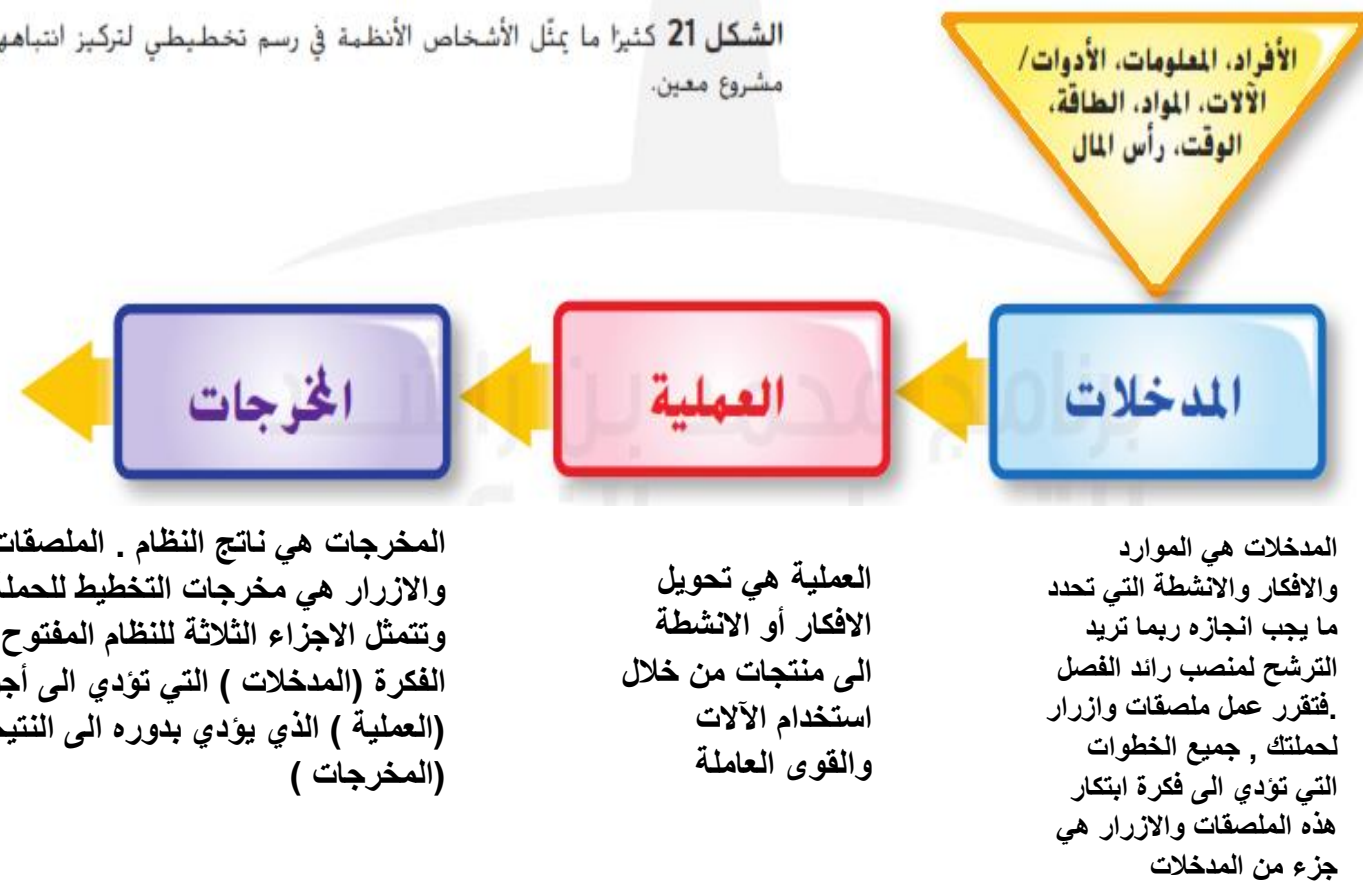 الشكل 21 كثيرا ما يمثّل الأشخاص الأنظمة في رسم تخطيطي لتركيز
مشروع معين.
الأفراد، المعلومات، الأدوات/
الآلات، المواد، الطاقة،
الوقت، رأس المال
المدخلات
العملية
المخرجات
برنامج محمد بن راشد
المدخلات هي الموارد
والافكار والانشطة التي تحدد
ما يجب انجازه ربما تريد
الترشح لمنصب رائد الفصل
.فتقرر عمل ملصقات وازرار
لحملتك , جميع الخطوات
التي تؤدي الى فكرة ابتكار
هذه الملصقات والازرار هي
جزء من المدخلات
العملية هي تحويل
الافكار أو الانشطة
الى منتجات من خلال
استخدام الآلات
والقوى العاملة
المخرجات هي ناتج النظام . الملصقات
والازرار هي مخرجات التخطيط
وتتمثل الاجزاء الثلاثة للنظام المفتوح
الفكرة (المدخلات ) التي تؤدي الى
(العملية ) الذي يؤدي بدوره الى
(المخرجات )